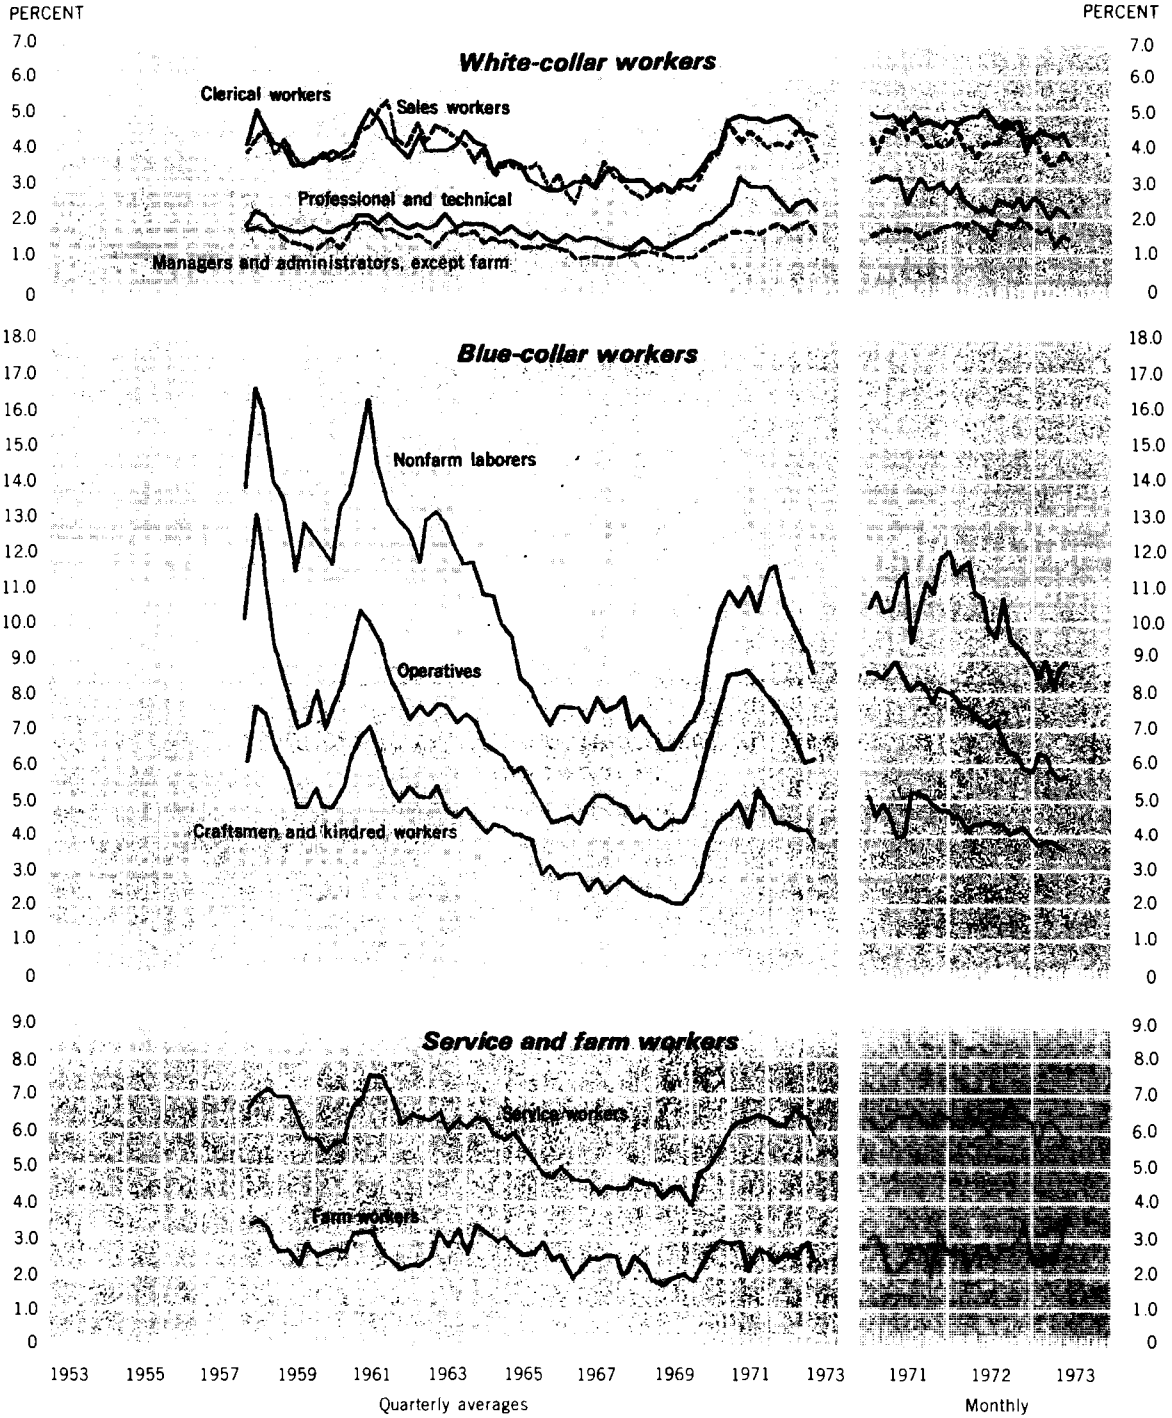 PERCENT PERCENT
White-collar workers
7.0 7.0
6.0 6.0
5.0 5.0
4.0 4.0
3.0 3.0
2.0 2.0
1.0 1.0
0 0
Clerical workers
Sales workers
Professional and technical
Managers and administrators, except farm
Blue-collar workers
18.0 18.0
17.0 17.0
16.0 16.0
15.0 15.0
14.0 14.0
13.0 13.0
12.0 12.0
11.0 11.0
10.0 10.0
9.0 9.0
8.0 8.0
7.0 7.0
6.0 6.0
5.0 5.0
4.0 4.0
3.0 3.0
2.0 2.0
1.0 1.0
0 0
Nonfarm laborers
Operatives
Craftsmen and kindred workers
Service and farm workers
9.0 9.0
8.0 8.0
7.0 7.0
6.0 6.0
5.0 5.0
4.0 4.0
3.0 3.0
2.0 2.0
1.0 1.0
0 0
Service workers
Farm workers
1953 1955 1957 1959 1961 1963 1965 1967 1969 1971 1973 1971 1972 1973
Quarterly averages Monthly